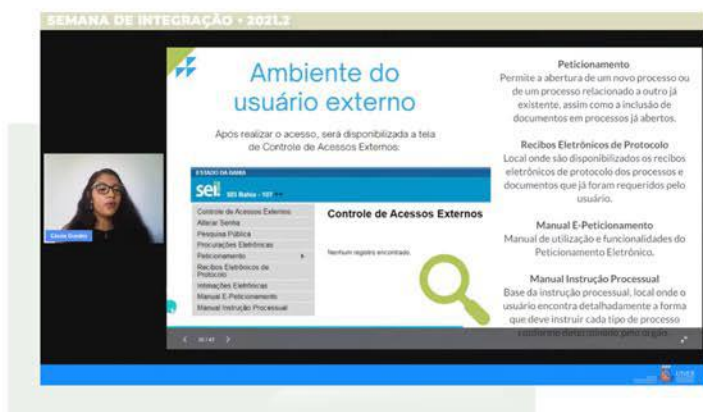 SEMANA DE INTEGRAÇÃO • 2021.2
Ambiente do
usuário externo
Após realizar o acesso, será disponibilizada a tela
de Controle de Acessos Externos:
ESTADO DA BAHIA
sei!
SEI Bahia - 107
Controle de Acessos Externos
Alterar Senha
Pesquisa Pública
Procurações Eletrônicas
Peticionamento
Recibos Eletrônicos de
Protocolo
Intimações Eletrônicas
Manual E-Peticionamento
Manual Instrução Processual
Controle de Acessos Externos
Nenhum registro encontrado.
Peticionamento
Permite a abertura de um novo processo ou
de um processo relacionado a outro já
existente, assim como a inclusão de
documentos em processos já abertos.
Recibos Eletrônicos de Protocolo
Local onde são disponibilizados os recibos
eletrônicos de protocolo dos processos e
documentos que já foram requeridos pelo
usuário.
Manual E-Peticionamento
Manual de utilização e funcionalidades do
Peticionamento Eletrônico.
Manual Instrução Processual
Base da instrução processual, local onde o
usuário encontra detalhadamente a forma
que deve instruir cada tipo de processo
conforme determinado pelo órgão
UNEB